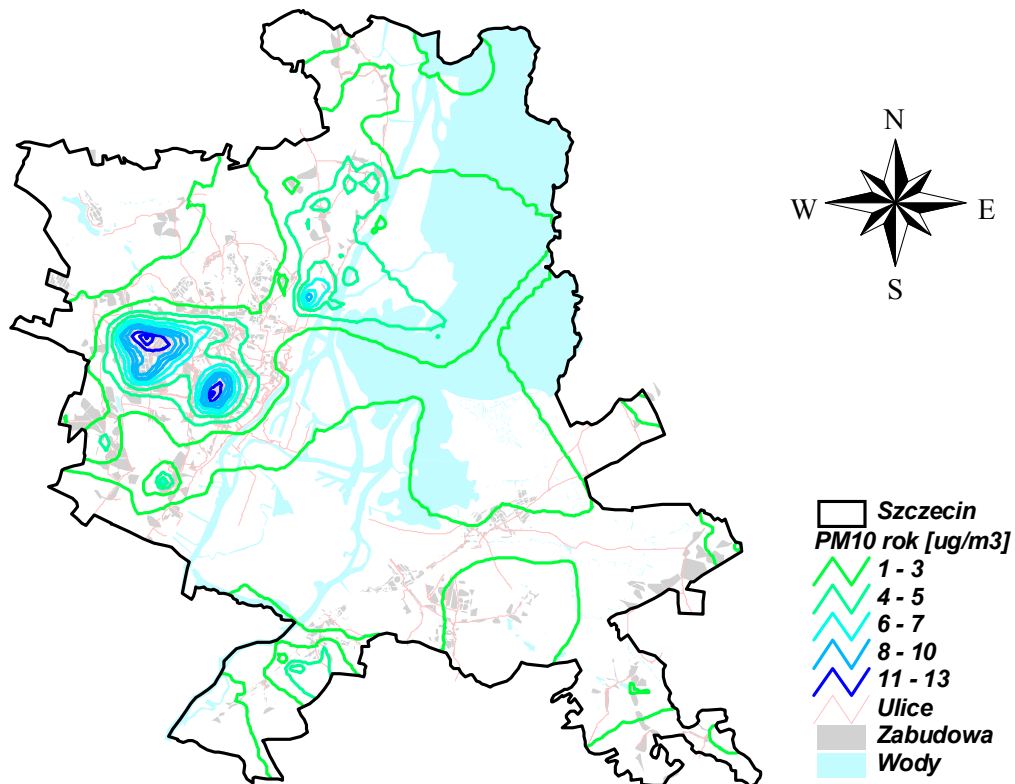 N
W E
S
Szczecin
PM10 rok [ug/m3]
1 - 3
4 - 5
6 - 7
8 - 10
11 - 13
Ulice
Zabudowa
Wody